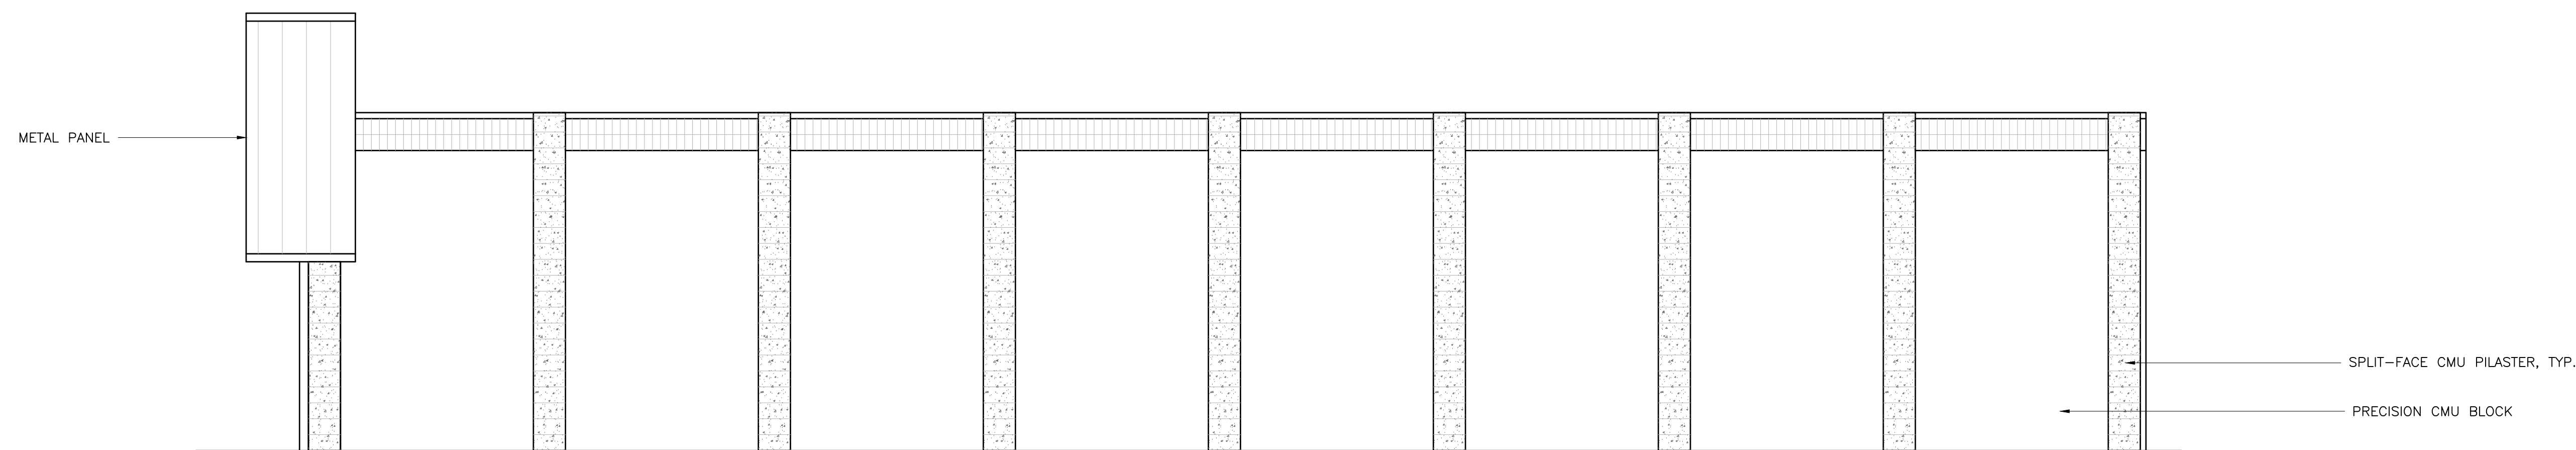 METAL PANEL
SPLIT-FACE CMU PILASTER, TYP.
PRECISION CMU BLOCK